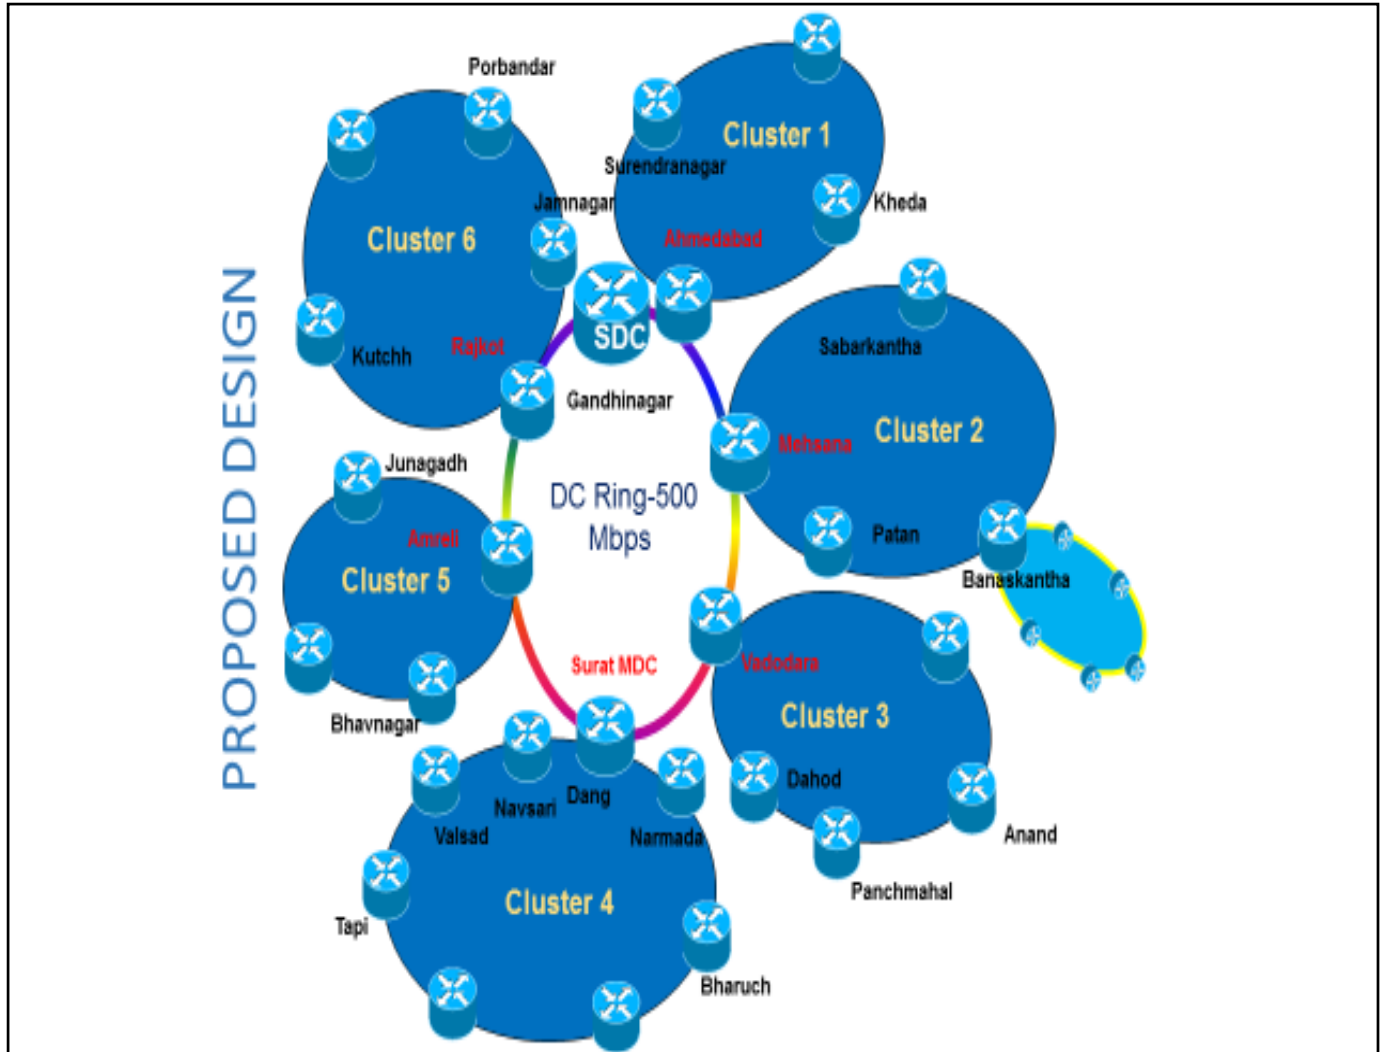 PROPOSED DESIGN
Porbandar
Cluster 1
Surendranagar
Jamnagar
Kheda
Cluster 6
Ahmedabad
SDC
Sabarkantha
Rajkot
Kutchh
Gandhinagar
Cluster 2
Mehsana
Junagadh
DC Ring-500
Mbps
Patan
Amreli
Cluster 5
Banaskantha
Surat MDC
Vadodara
Cluster 3
Bhavnagar
Dahod
Dang
Navsari
Valsad
Narmada
Anand
Panchmahal
Cluster 4
Tapi
Bharuch